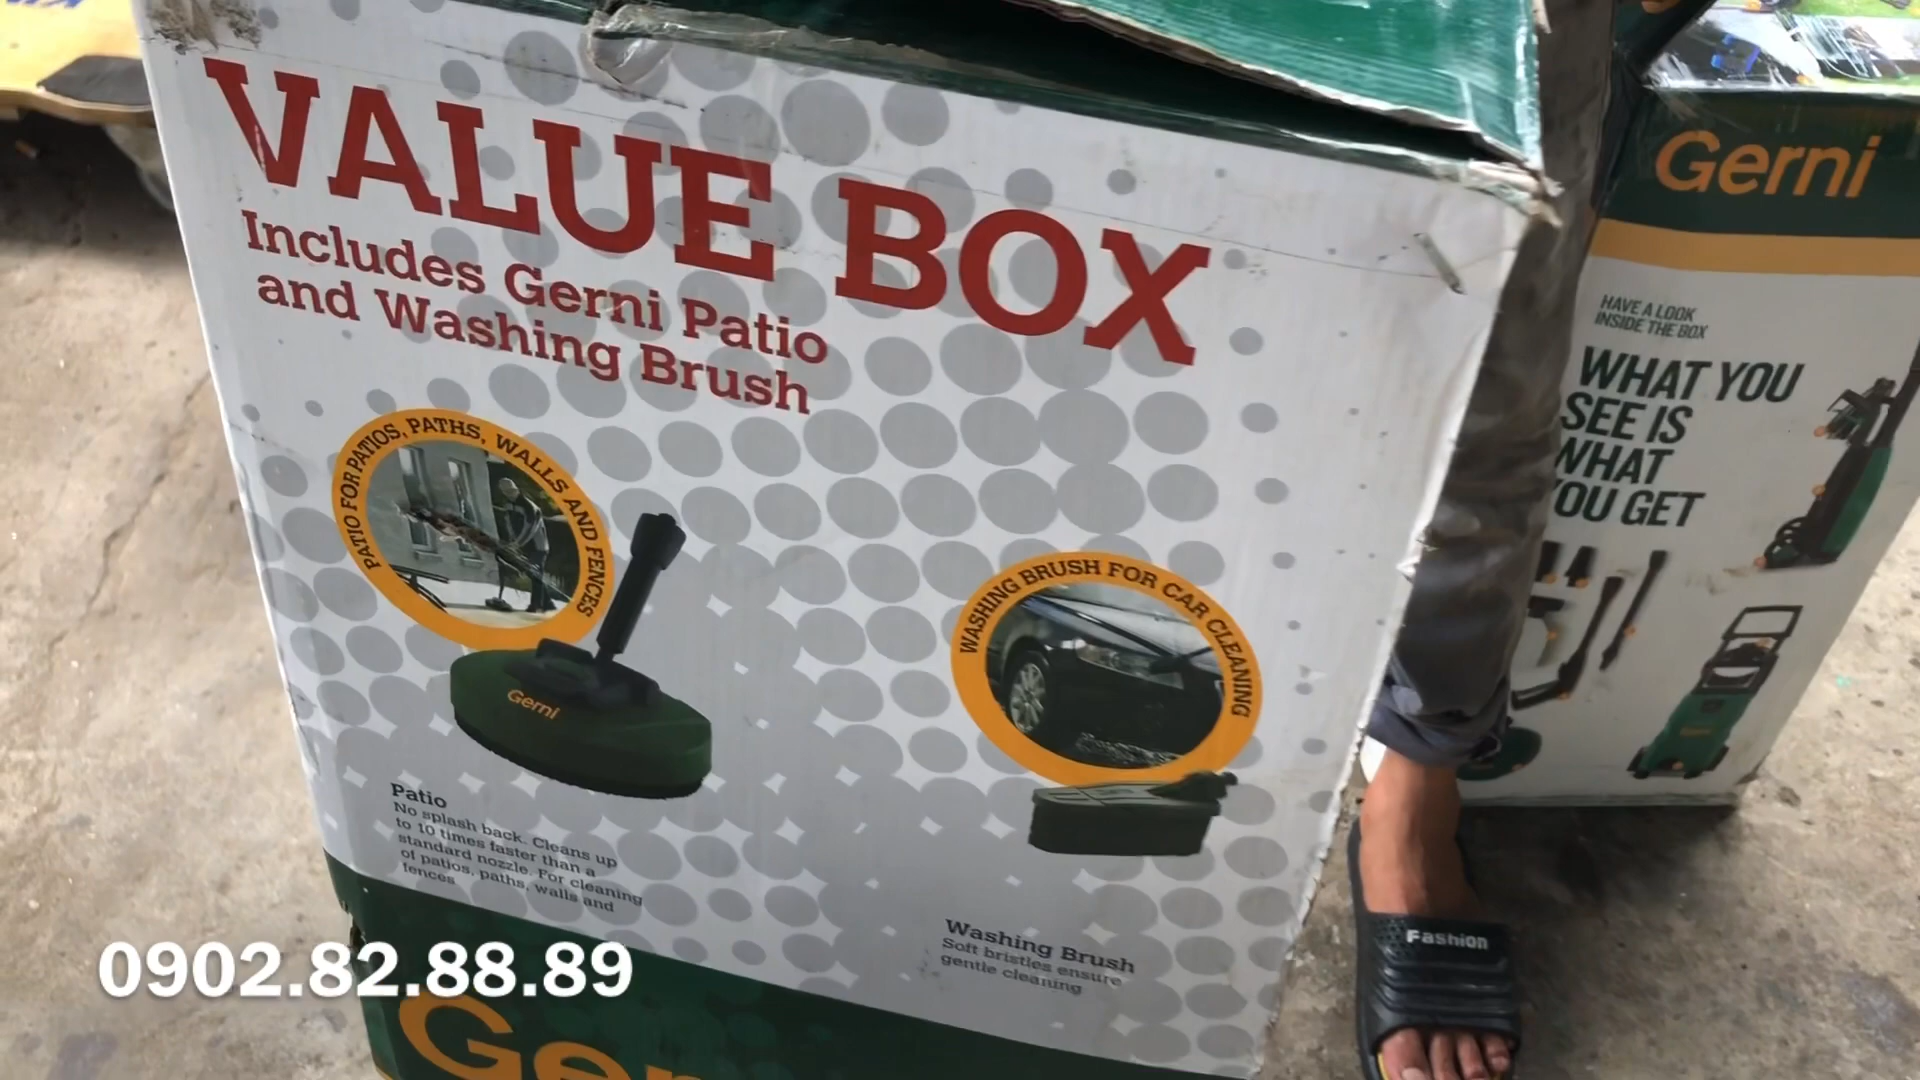 VALUE BOX
Includes Gerni Patio
and Washing Brush
PATIO FOR PATIOS, PATHS, WALLS AND FENCES
Gerni
Patio
No splash back. Cleans up
to 10 times faster than a
standard nozzle. For cleaning
of patios, paths, walls and
fences
WASHING BRUSH FOR CAR CLEANING
Washing Brush
Soft bristles ensure
gentle cleaning
0902.82.88.89
Gerni
HAVE A LOOK
INSIDE THE BOX
WHAT YOU
SEE IS
WHAT
YOU GET
Fashion